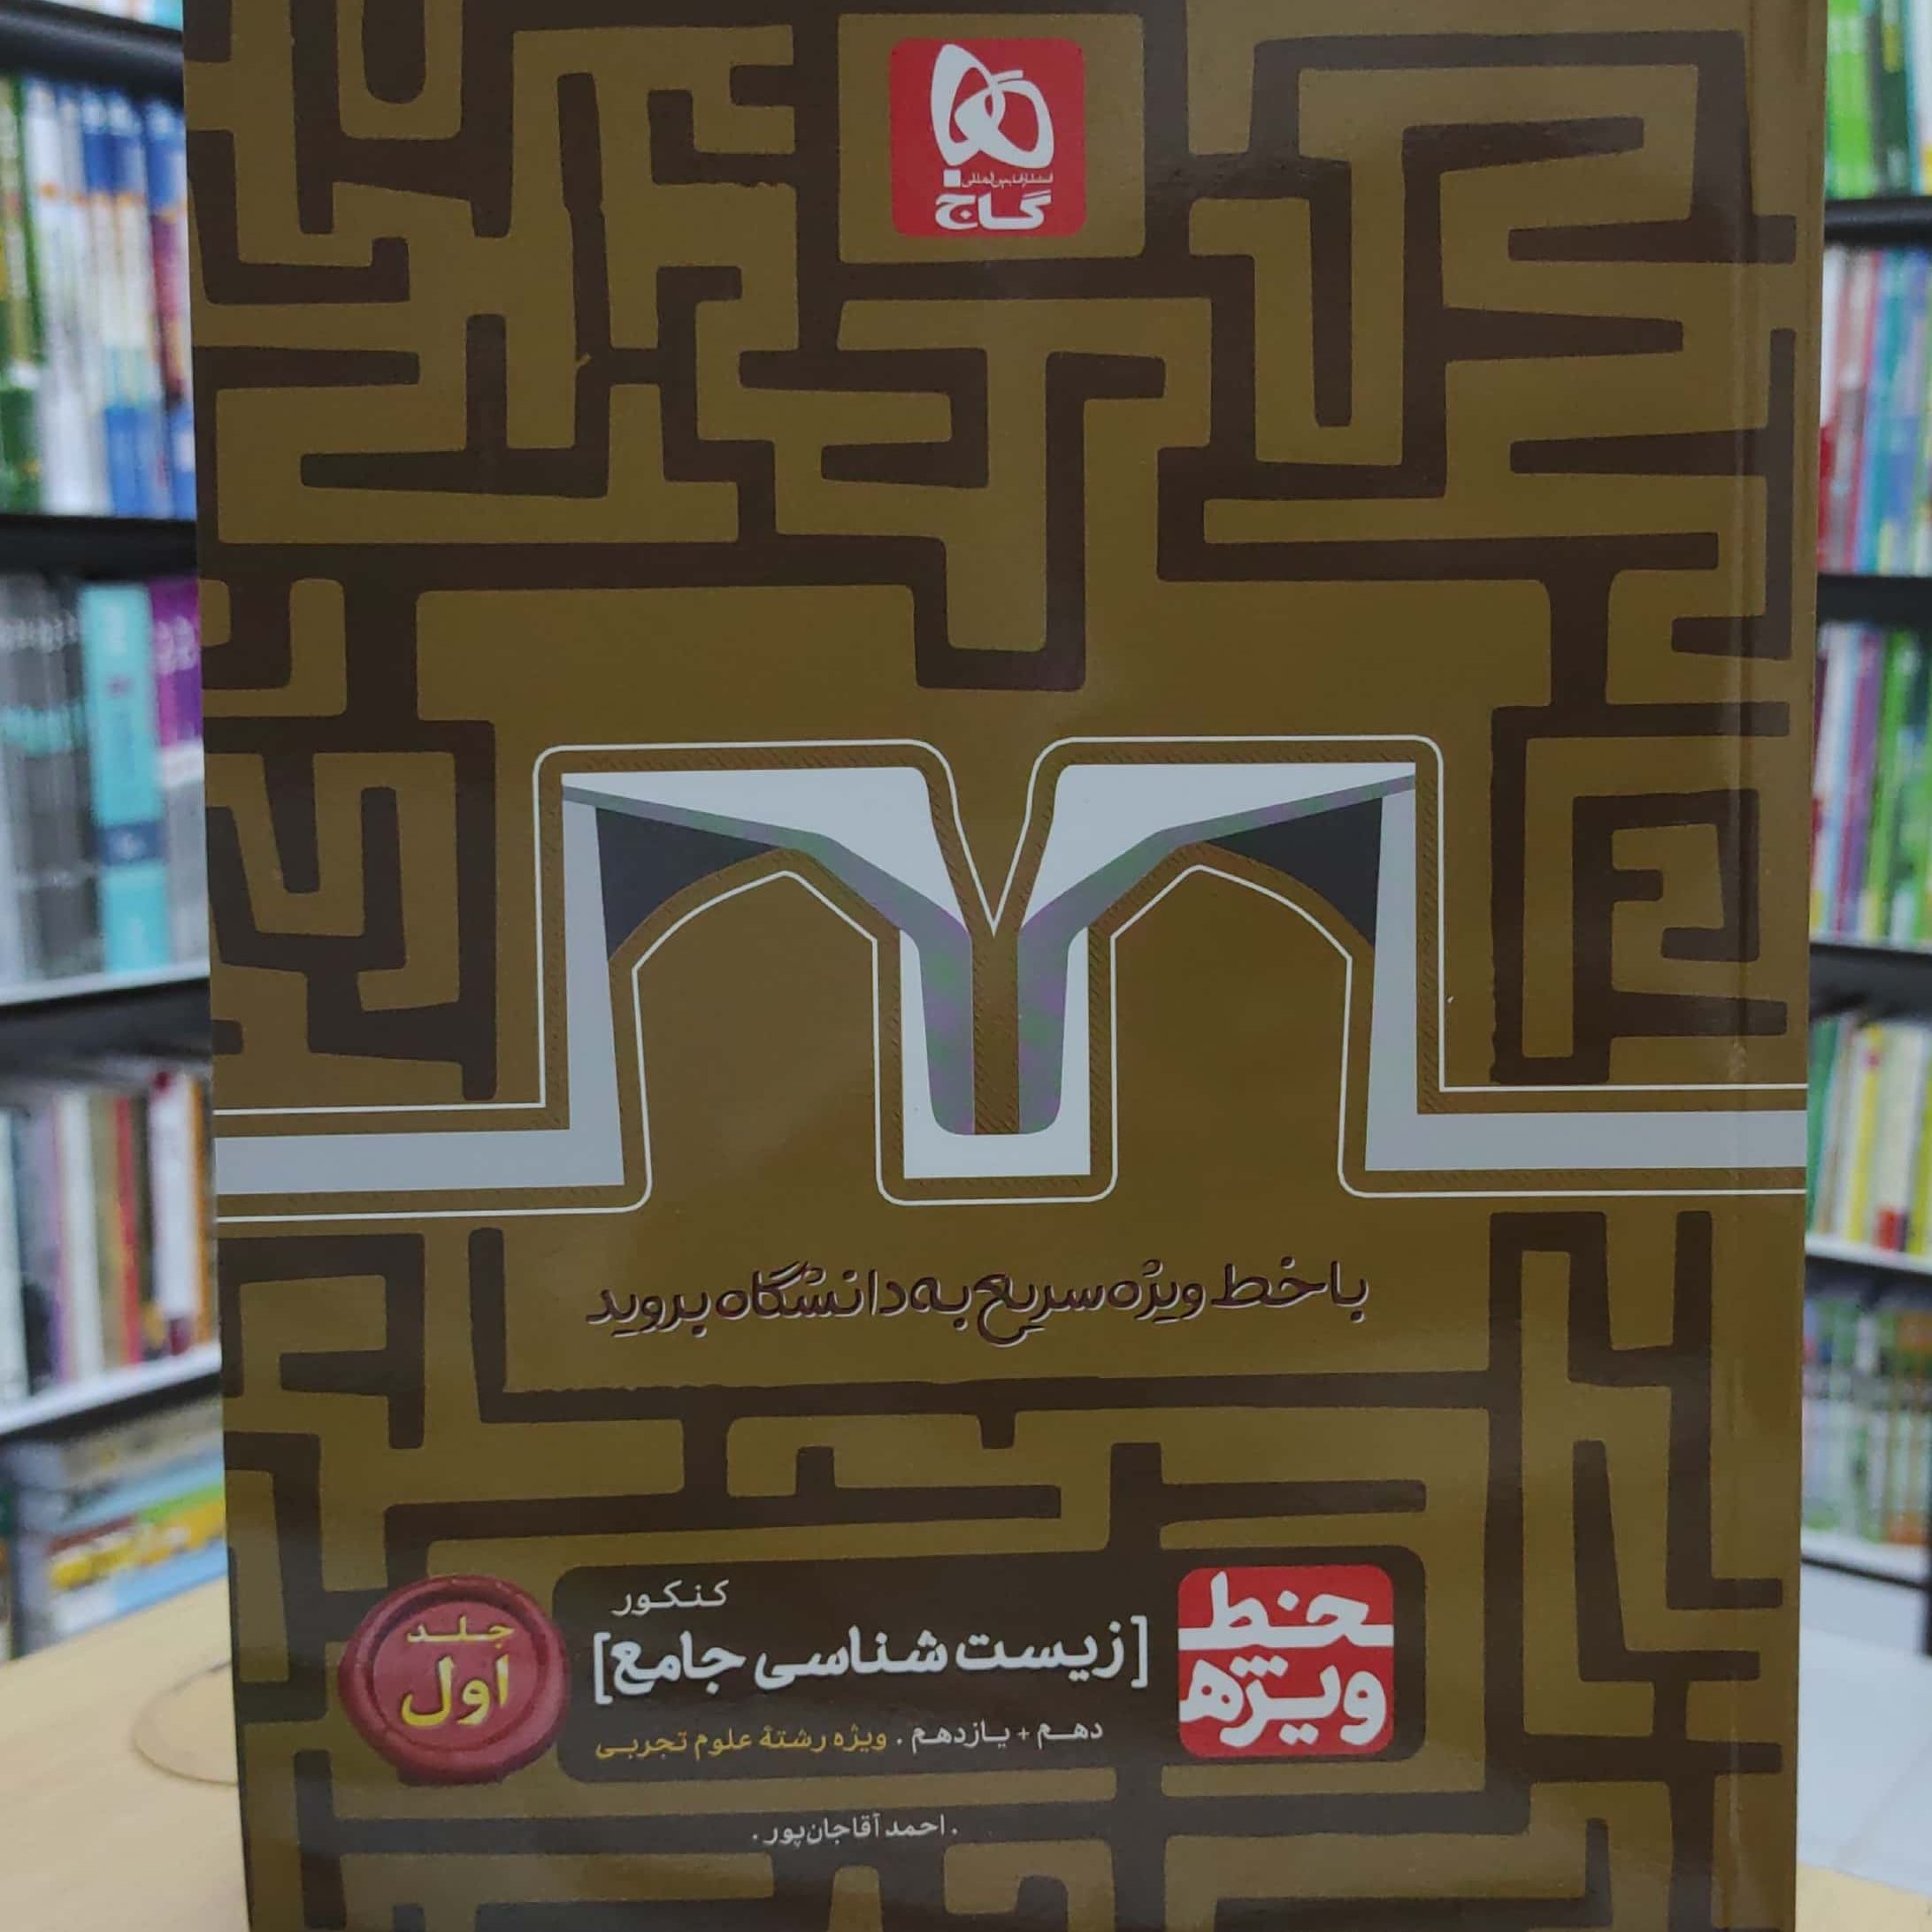 انتشارات بین‌المللی
گاج
با خط ویژه سریع به دانشگاه بروید
خط
ویژه
کنکور
[زیست شناسی جامع]
دهم + یازدهم . ویژه رشتهٔ علوم تجربی
جلد
اول
. احمد آقاجان‌پور .